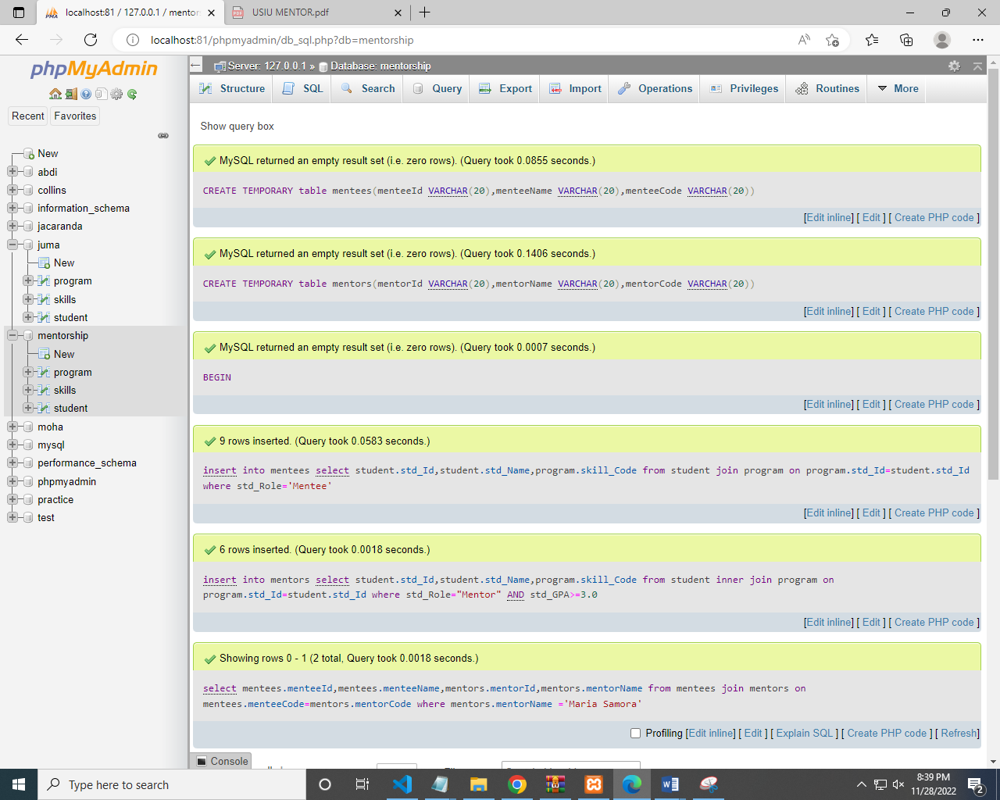 localhost:81 / 127.0.0.1 / mentors
USIU MENTOR.pdf
localhost:81/phpmyadmin/db_sql.php?db=mentorship
phpMyAdmin
Recent
Favorites
New
abdi
collins
information_schema
jacaranda
juma
New
program
skills
student
mentorship
New
program
skills
student
moha
mysql
performance_schema
phpmyadmin
practice
test
Server: 127.0.0.1 » Database: mentorship
Structure SQL Search Query Export Import Operations Privileges Routines More
Show query box
MySQL returned an empty result set (i.e. zero rows). (Query took 0.0855 seconds.)
CREATE TEMPORARY table mentees(menteeId VARCHAR(20),menteeName VARCHAR(20),menteeCode VARCHAR(20))
[Edit inline] [ Edit ] [ Create PHP code ]
MySQL returned an empty result set (i.e. zero rows). (Query took 0.1406 seconds.)
CREATE TEMPORARY table mentors(mentorId VARCHAR(20),mentorName VARCHAR(20),mentorCode VARCHAR(20))
[Edit inline] [ Edit ] [ Create PHP code ]
MySQL returned an empty result set (i.e. zero rows). (Query took 0.0007 seconds.)
BEGIN
[Edit inline] [ Edit ] [ Create PHP code ]
9 rows inserted. (Query took 0.0583 seconds.)
insert into mentees select student.std_Id,student.std_Name,program.skill_Code from student join program on program.std_Id=student.std_Id
where std_Role='Mentee'
[Edit inline] [ Edit ] [ Create PHP code ]
6 rows inserted. (Query took 0.0018 seconds.)
insert into mentors select student.std_Id,student.std_Name,program.skill_Code from student inner join program on
program.std_Id=student.std_Id where std_Role="Mentor" AND std_GPA>=3.0
[Edit inline] [ Edit ] [ Create PHP code ]
Showing rows 0 - 1 (2 total, Query took 0.0018 seconds.)
select mentees.menteeId,mentees.menteeName,mentors.mentorId,mentors.mentorName from mentees join mentors on
mentees.menteeCode=mentors.mentorCode where mentors.mentorName ='Maria Samora'
Profiling [Edit inline] [ Edit ] [ Explain SQL ] [ Create PHP code ] [ Refresh]
Console
Type here to search
8:39 PM
11/28/2022
2